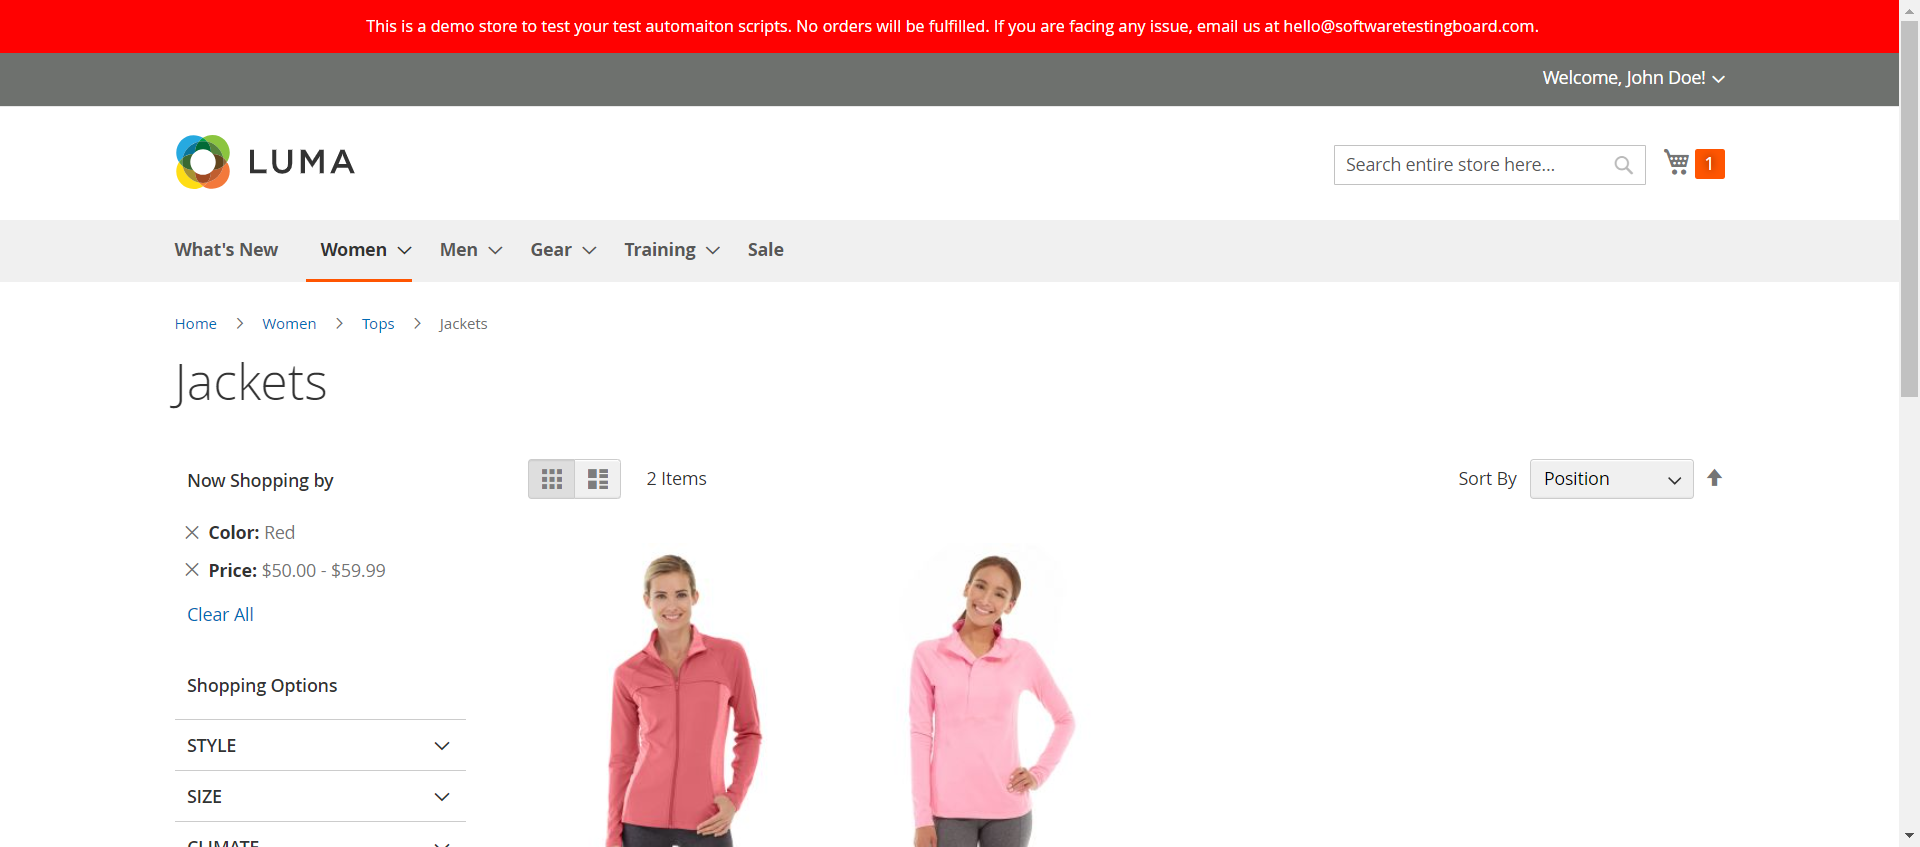 This is a demo store to test your test automaiton scripts. No orders will be fulfilled. If you are facing any issue, email us at hello@softwaretestingboard.com.
Welcome, John Doe!
LUMA
Search entire store here...
1
What's New
Women
Men
Gear
Training
Sale
Home
Women
Tops
Jackets
Jackets
Now Shopping by
2 Items
Sort By
Position
Color: Red
Price: $50.00 - $59.99
Clear All
Shopping Options
STYLE
SIZE
CLIMATE